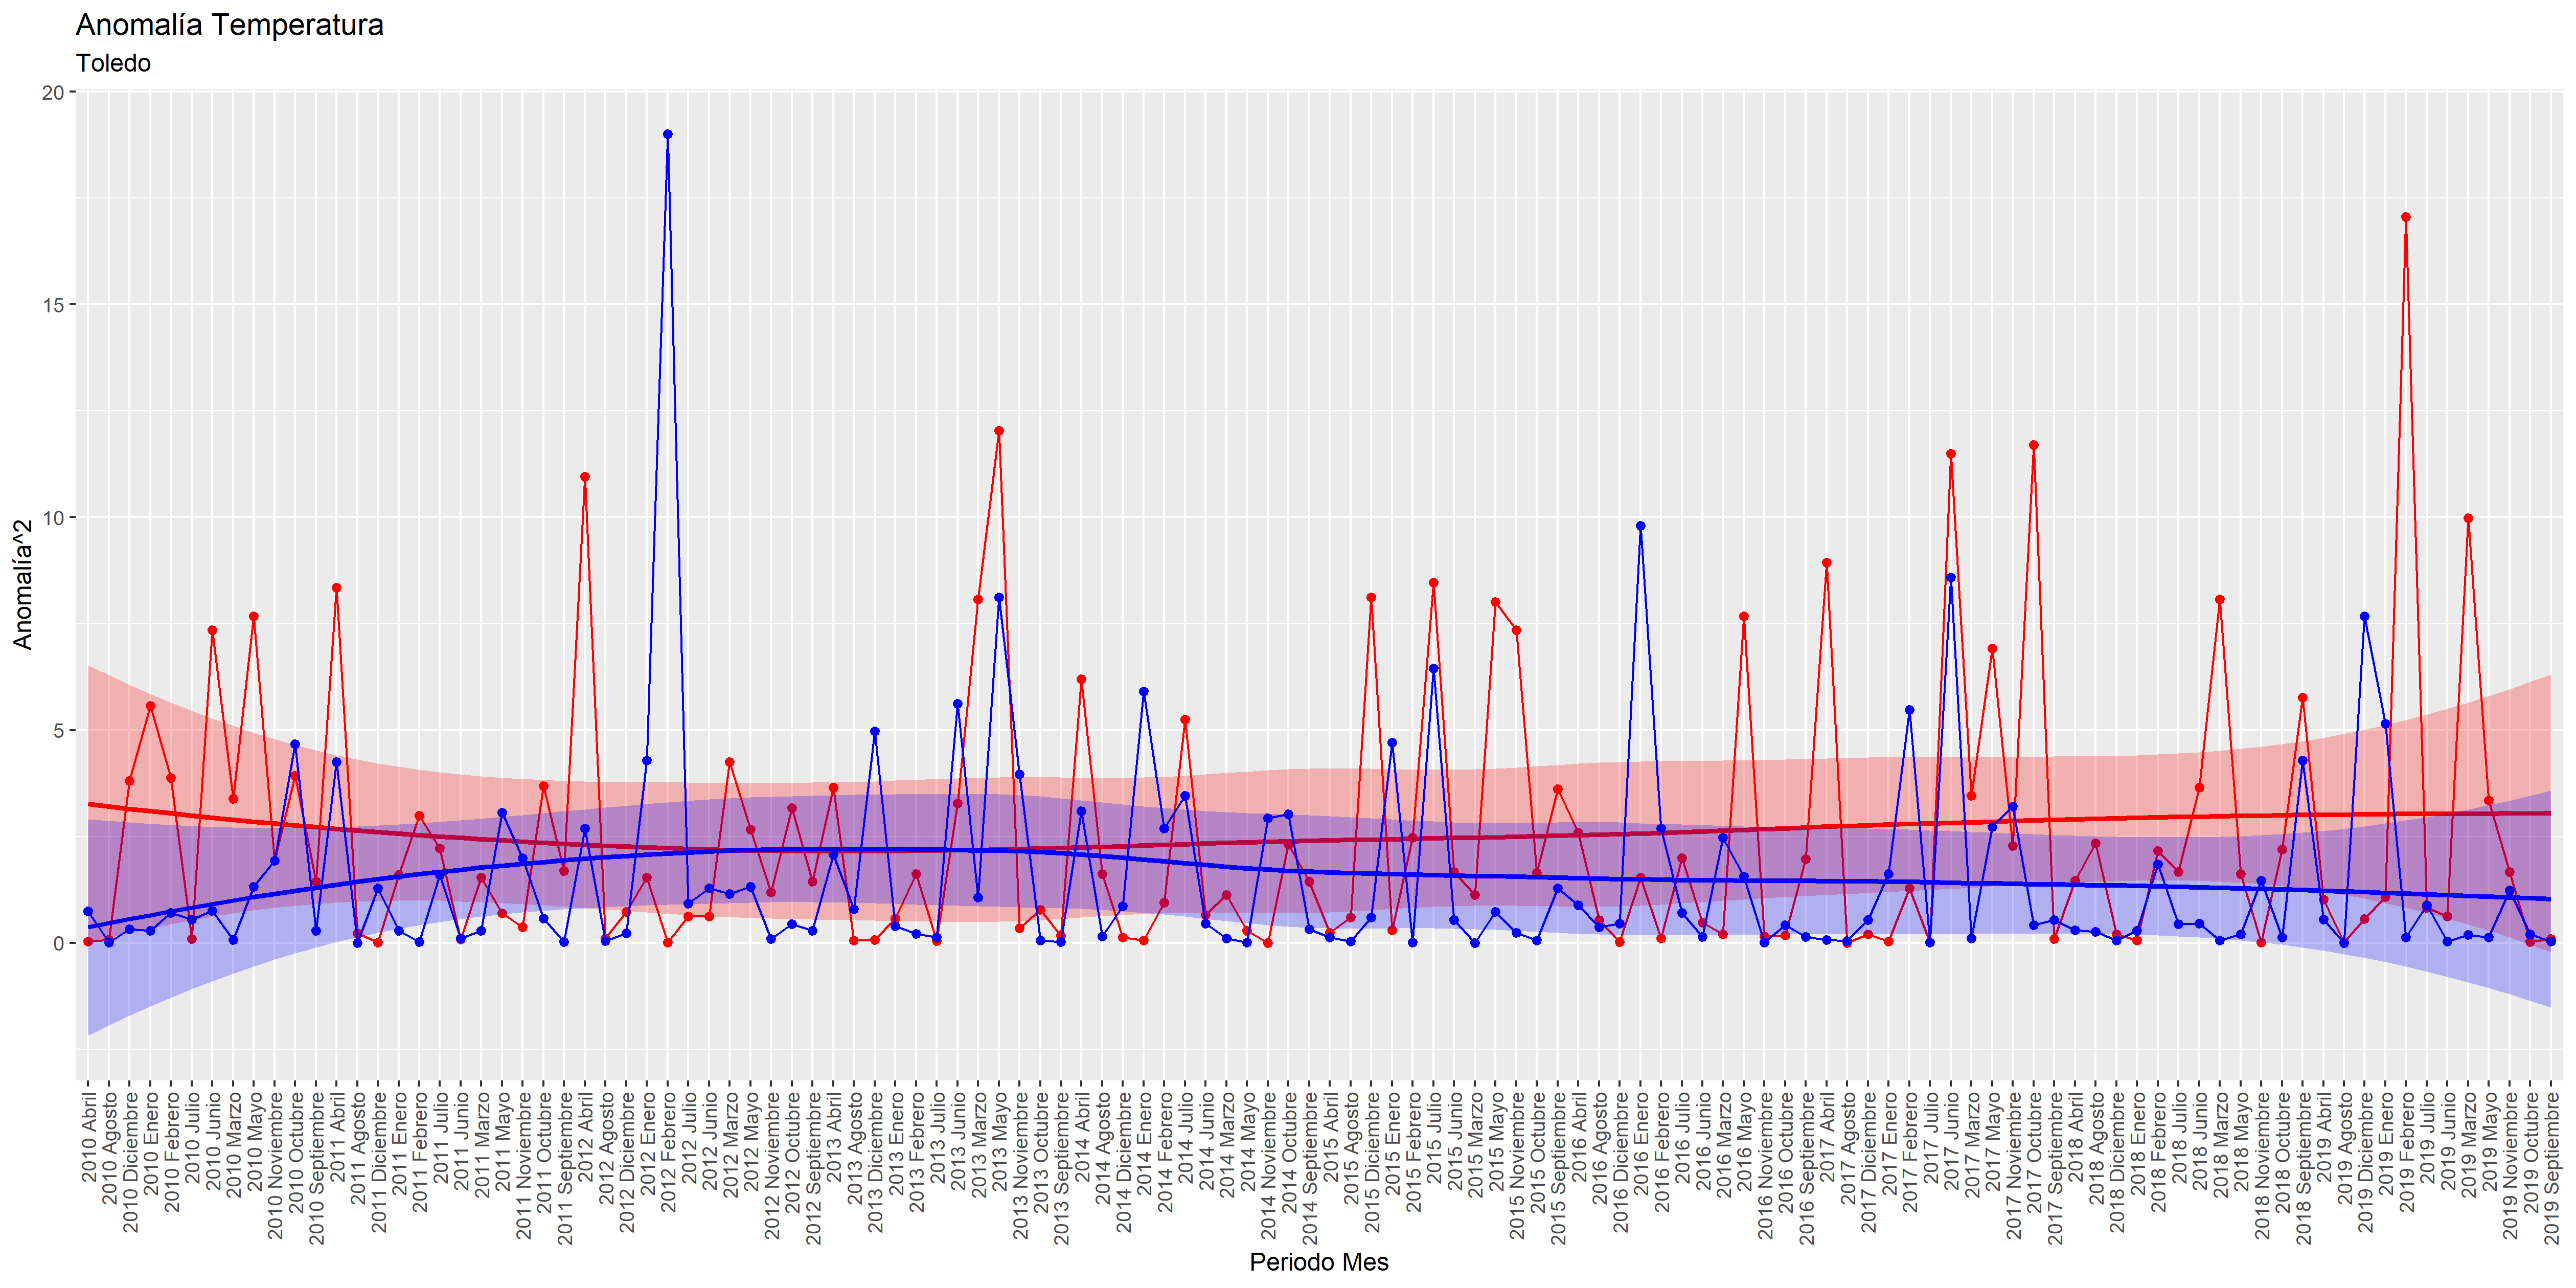 Anomalía Temperatura
Toledo
20
15
10
5
0
Anomalía^2
2010 Abril
2010 Agosto
2010 Diciembre
2010 Enero
2010 Febrero
2010 Julio
2010 Junio
2010 Marzo
2010 Mayo
2010 Noviembre
2010 Octubre
2010 Septiembre
2011 Abril
2011 Agosto
2011 Diciembre
2011 Enero
2011 Febrero
2011 Julio
2011 Junio
2011 Marzo
2011 Mayo
2011 Noviembre
2011 Octubre
2011 Septiembre
2012 Abril
2012 Agosto
2012 Diciembre
2012 Enero
2012 Febrero
2012 Julio
2012 Junio
2012 Marzo
2012 Mayo
2012 Noviembre
2012 Octubre
2012 Septiembre
2013 Abril
2013 Agosto
2013 Diciembre
2013 Enero
2013 Febrero
2013 Julio
2013 Junio
2013 Marzo
2013 Mayo
2013 Noviembre
2013 Octubre
2013 Septiembre
2014 Abril
2014 Agosto
2014 Diciembre
2014 Enero
2014 Febrero
2014 Julio
2014 Junio
2014 Marzo
2014 Mayo
2014 Noviembre
2014 Octubre
2014 Septiembre
2015 Abril
2015 Agosto
2015 Diciembre
2015 Enero
2015 Febrero
2015 Julio
2015 Junio
2015 Marzo
2015 Mayo
2015 Noviembre
2015 Octubre
2015 Septiembre
2016 Abril
2016 Agosto
2016 Diciembre
2016 Enero
2016 Febrero
2016 Julio
2016 Junio
2016 Marzo
2016 Mayo
2016 Noviembre
2016 Octubre
2016 Septiembre
2017 Abril
2017 Agosto
2017 Diciembre
2017 Enero
2017 Febrero
2017 Julio
2017 Junio
2017 Marzo
2017 Mayo
2017 Noviembre
2017 Octubre
2017 Septiembre
2018 Abril
2018 Agosto
2018 Diciembre
2018 Enero
2018 Febrero
2018 Julio
2018 Junio
2018 Marzo
2018 Mayo
2018 Noviembre
2018 Octubre
2018 Septiembre
2019 Abril
2019 Agosto
2019 Diciembre
2019 Enero
2019 Febrero
2019 Julio
2019 Junio
2019 Marzo
2019 Mayo
2019 Noviembre
2019 Octubre
2019 Septiembre
Periodo Mes